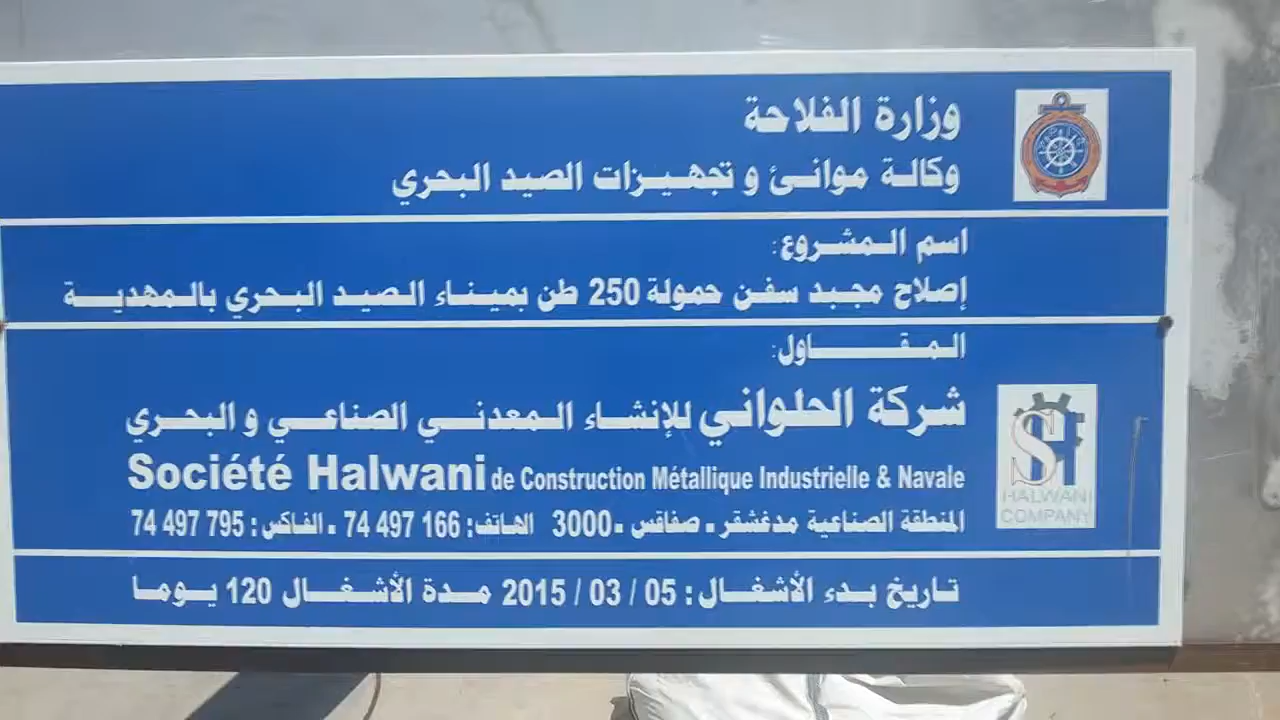 وزارة الفلاحة
وكالة موانئ و تجهيزات الصيد البحري
اسم المشروع:
إصلاح مجبد سفن حمولة 250 طن بميناء الصيد البحري بالمهدية
المقاول:
شركة الحلواني للإنشاء المعدني الصناعي و البحري
Société Halwani de Construction Métallique Industrielle & Navale
المنطقة الصناعية مدغشقر - صفاقس - 3000 الهاتف: 166 497 74 - الفاكس: 795 497 74
تاريخ بدء الأشغال: 05 / 03 / 2015 مدة الأشغال 120 يوما
SH
HALWANI
COMPANY